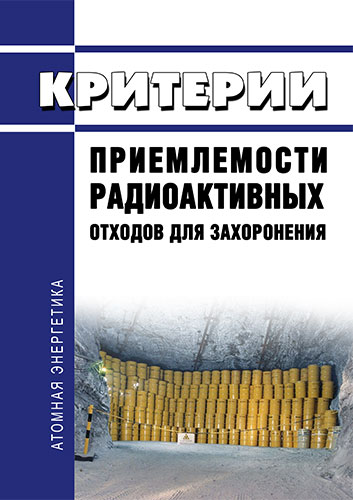 КРИТЕРИИ
ПРИЕМЛЕМОСТИ
РАДИОАКТИВНЫХ
ОТХОДОВ ДЛЯ ЗАХОРОНЕНИЯ
АТОМНАЯ ЭНЕРГЕТИКА